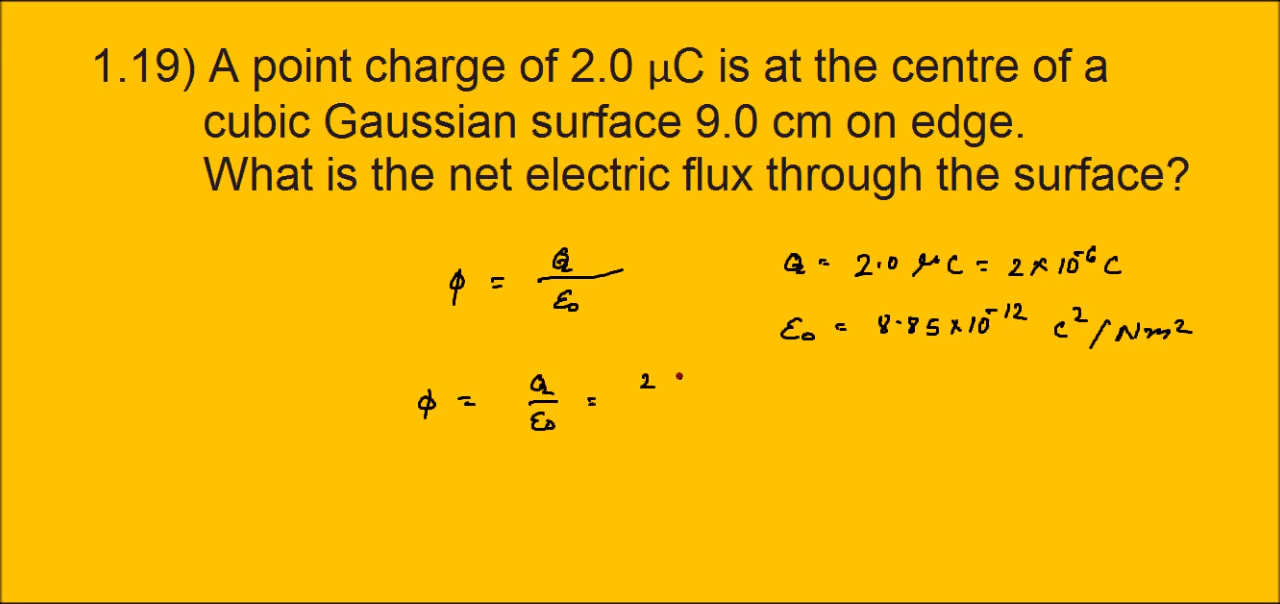 1.19) A point charge of 2.0 μC is at the centre of a
cubic Gaussian surface 9.0 cm on edge.
What is the net electric flux through the surface?
ϕ = Q/ε₀
Q = 2.0 μC = 2 × 10⁻⁶ C
ε₀ = 8.85 × 10⁻¹² C²/Nm²
ϕ = Q/ε₀ = 2